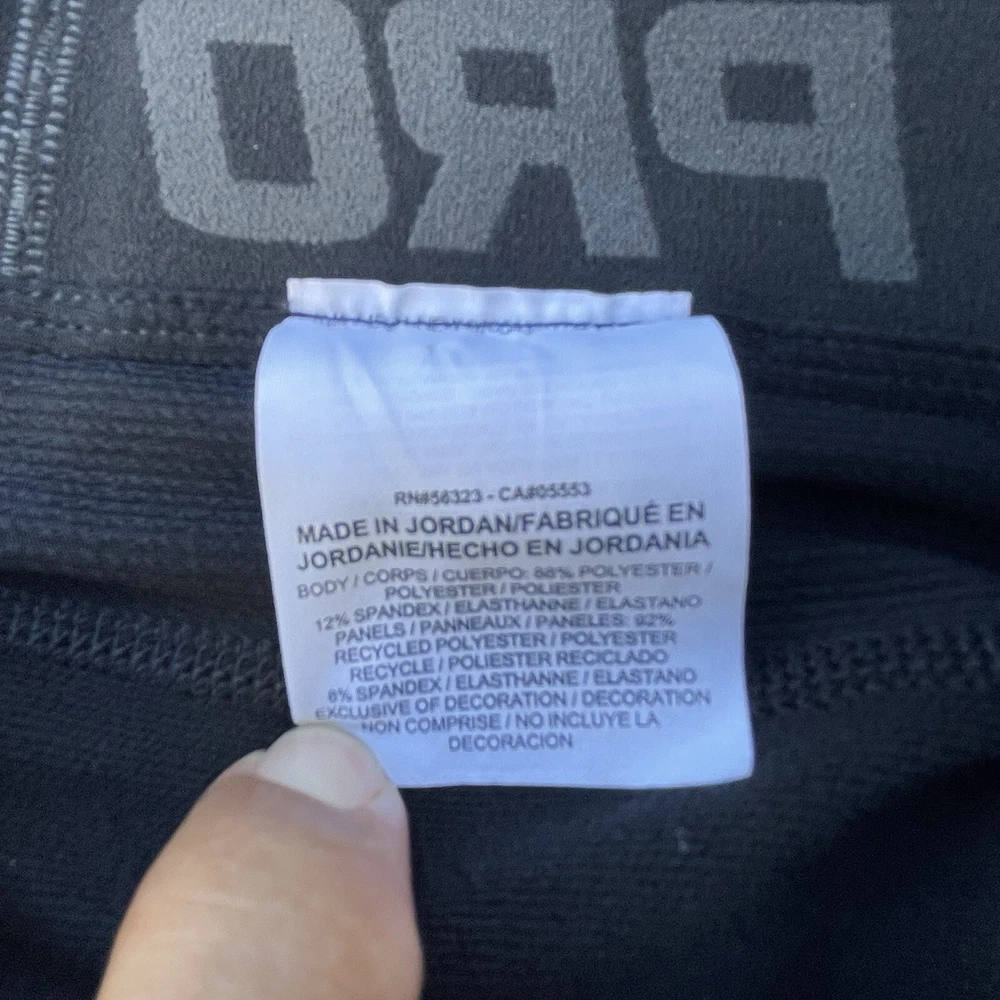 PRO
RN#56323 - CA#05553
MADE IN JORDAN/FABRIQUÉ EN
JORDANIE/HECHO EN JORDANIA
BODY / CORPS / CUERPO: 88% POLYESTER /
POLYESTER / POLIESTER
12% SPANDEX / ELASTHANNE / ELASTANO
PANELS / PANNEAUX / PANELES: 92%
RECYCLED POLYESTER / POLYESTER
RECYCLE / POLIESTER RECICLADO
8% SPANDEX / ELASTHANNE / ELASTANO
EXCLUSIVE OF DECORATION / DECORATION
NON COMPRISE / NO INCLUYE LA
DECORACION